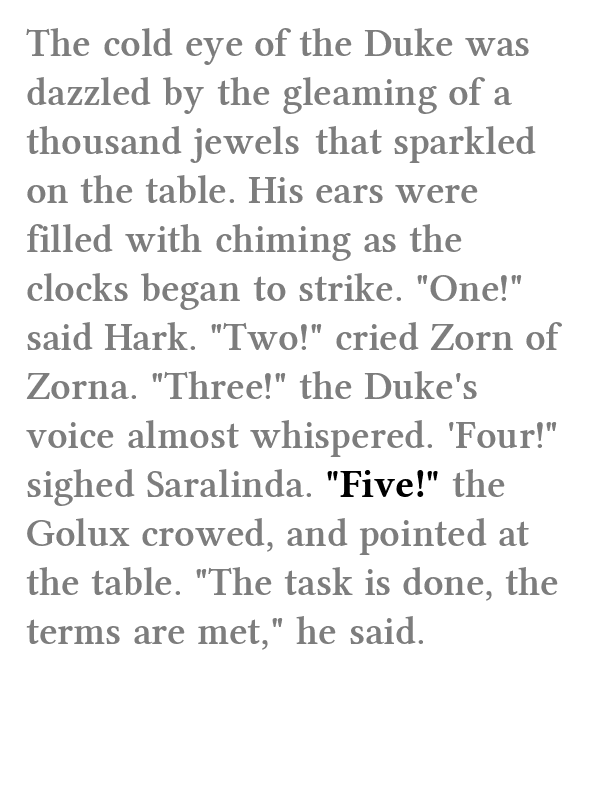 The cold eye of the Duke was
dazzled by the gleaming of a
thousand jewels that sparkled
on the table. His ears were
filled with chiming as the
clocks began to strike. "One!"
said Hark. "Two!" cried Zorn of
Zorna. "Three!" the Duke's
voice almost whispered. 'Four!"
sighed Saralinda. "Five!" the
Golux crowed, and pointed at
the table. "The task is done, the
terms are met," he said.